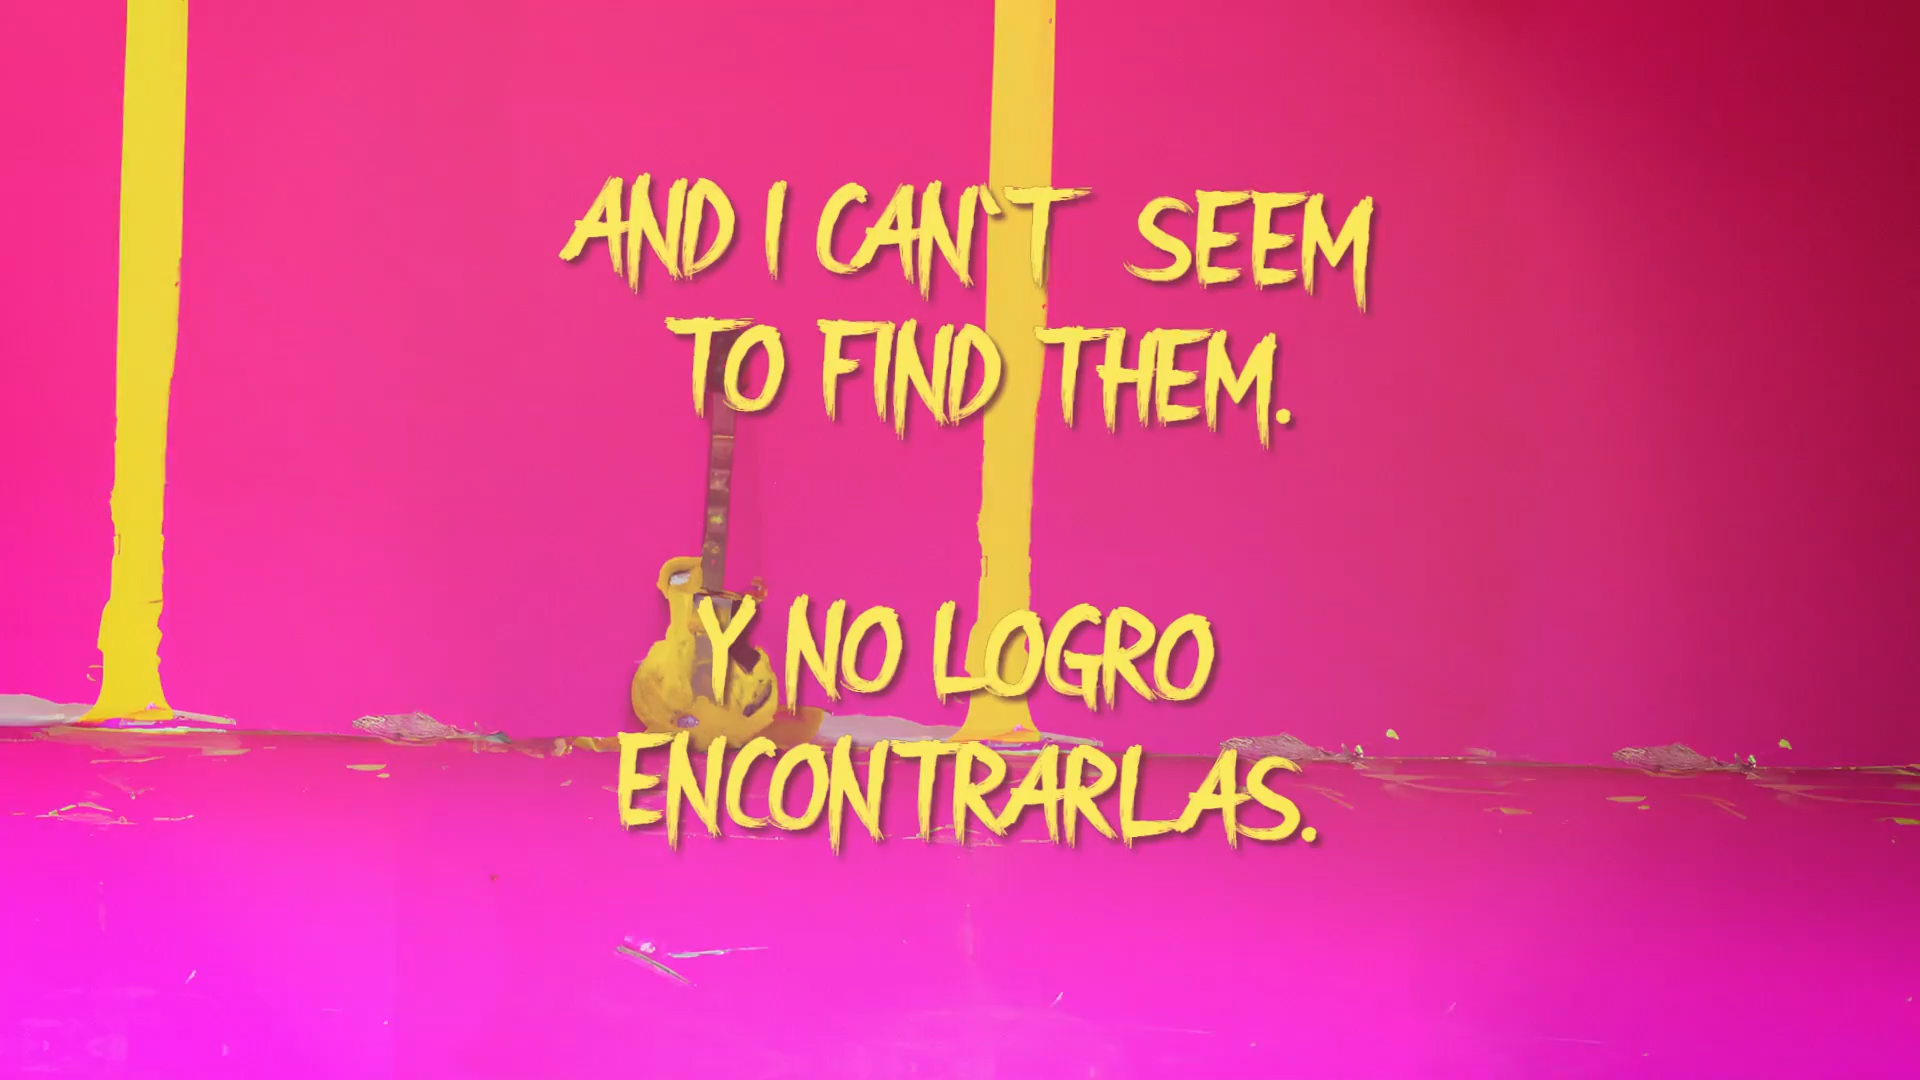 AND I CAN`T SEEM
TO FIND THEM.
Y NO LOGRO
ENCONTRARLAS.